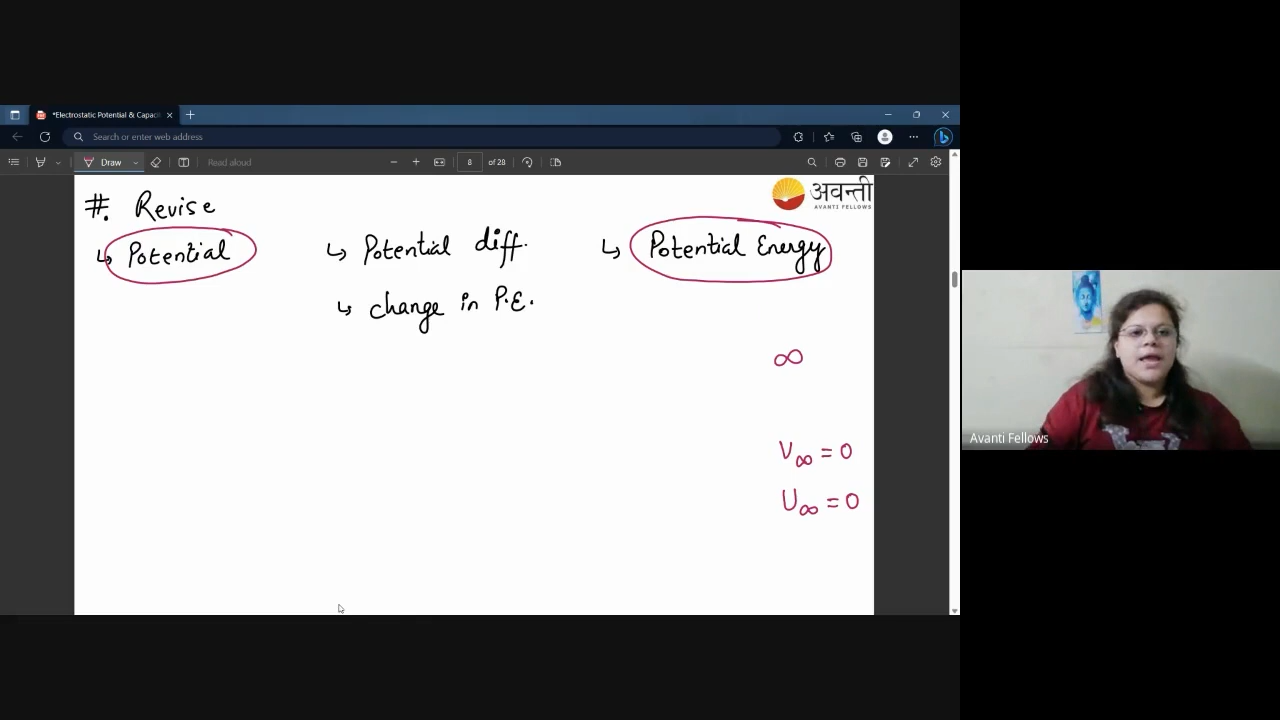 *Electrostatic Potential & Capaci
Search or enter web address
Draw
Read aloud
8 of 28
#. Revise
अवन्ती
AVANTI FELLOWS
↳ Potential ↳ Potential diff. ↳ Potential Energy
↳ change in P.E.
∞
V∞ = 0
U∞ = 0
Avanti Fellows